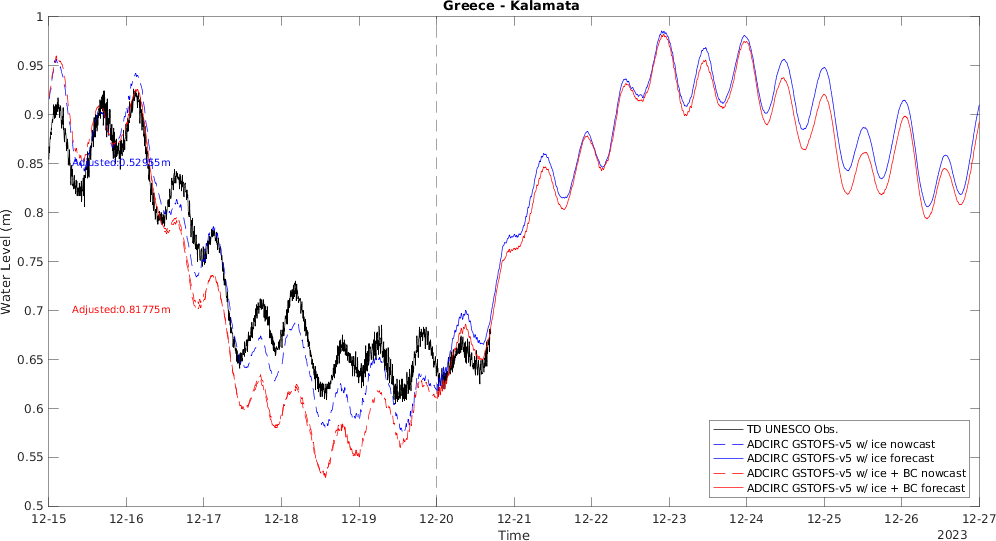 Greece - Kalamata
Water Level (m)
1
0.95
0.9
0.85
0.8
0.75
0.7
0.65
0.6
0.55
0.5
Adjusted:0.52955m
Adjusted:0.81775m
TD UNESCO Obs.
ADCIRC GSTOFS-v5 w/ ice nowcast
ADCIRC GSTOFS-v5 w/ ice forecast
ADCIRC GSTOFS-v5 w/ ice + BC nowcast
ADCIRC GSTOFS-v5 w/ ice + BC forecast
12-15 12-16 12-17 12-18 12-19 12-20 12-21 12-22 12-23 12-24 12-25 12-26 12-27
Time
2023